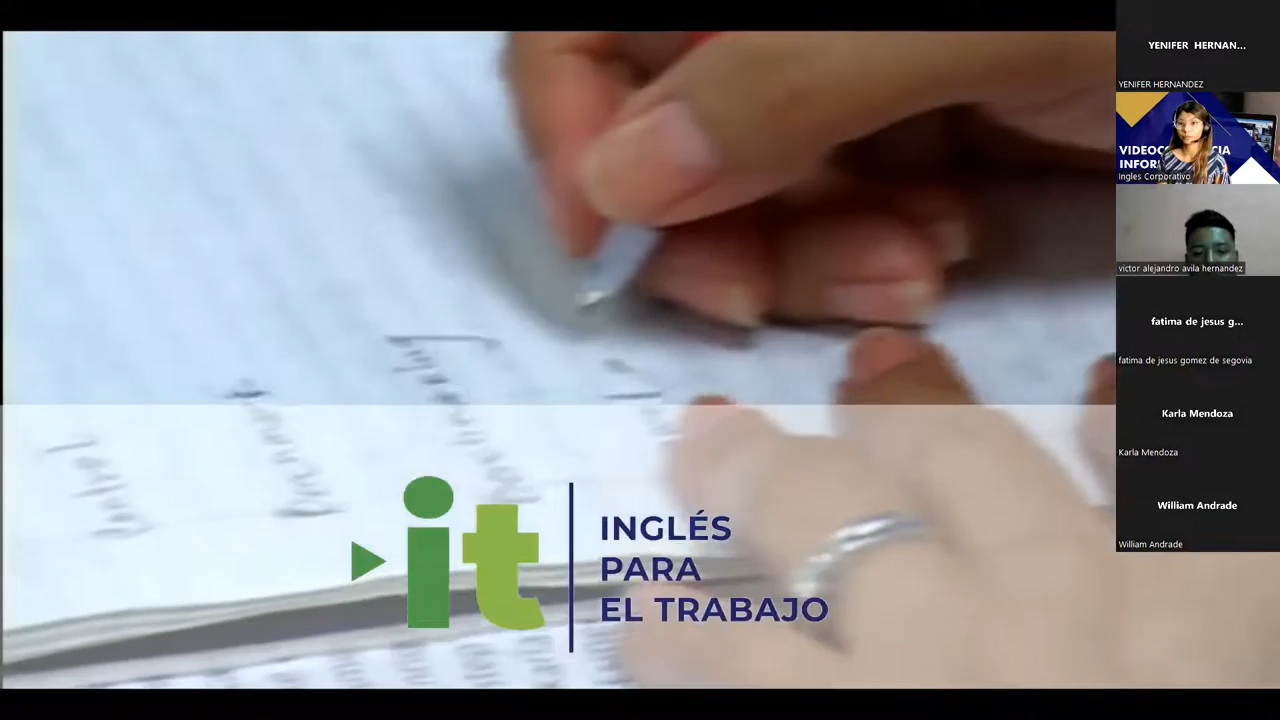 it
INGLÉS
PARA
EL TRABAJO
YENIFER HERNAN...
YENIFER HERNANDEZ
Ingles Corporativo
victor alejandro avila hernandez
fatima de jesus g...
fatima de jesus gomez de segovia
Karla Mendoza
Karla Mendoza
William Andrade
William Andrade